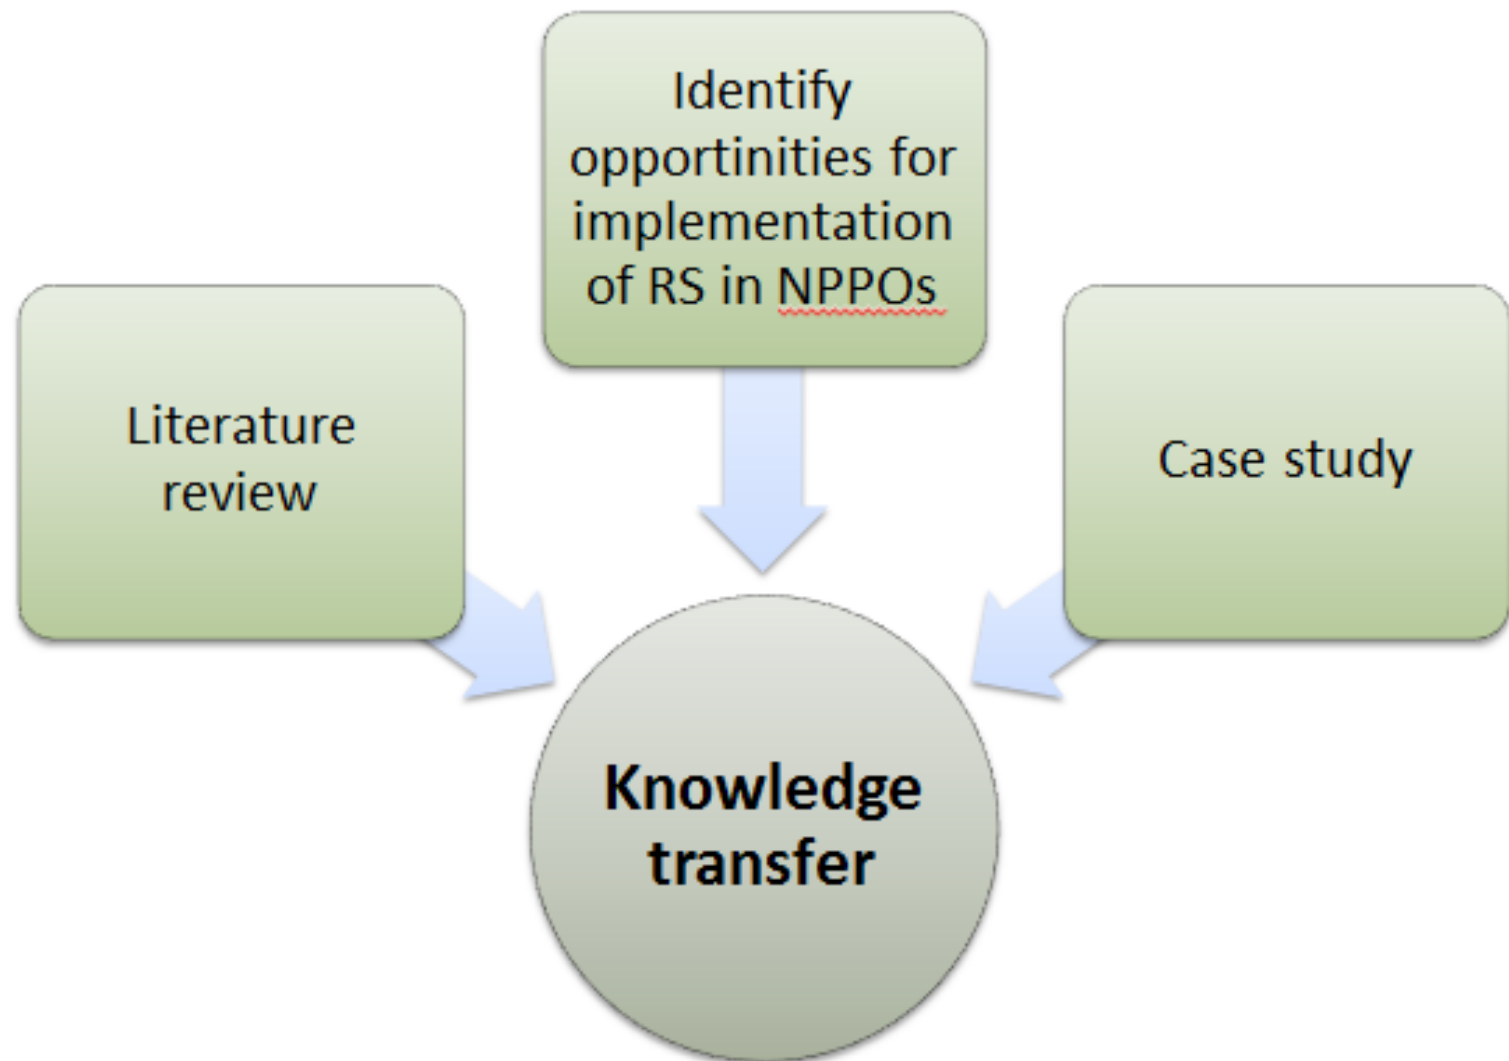 Identify
opportinities for
implementation
of RS in NPPOs
Literature
review
Case study
Knowledge
transfer